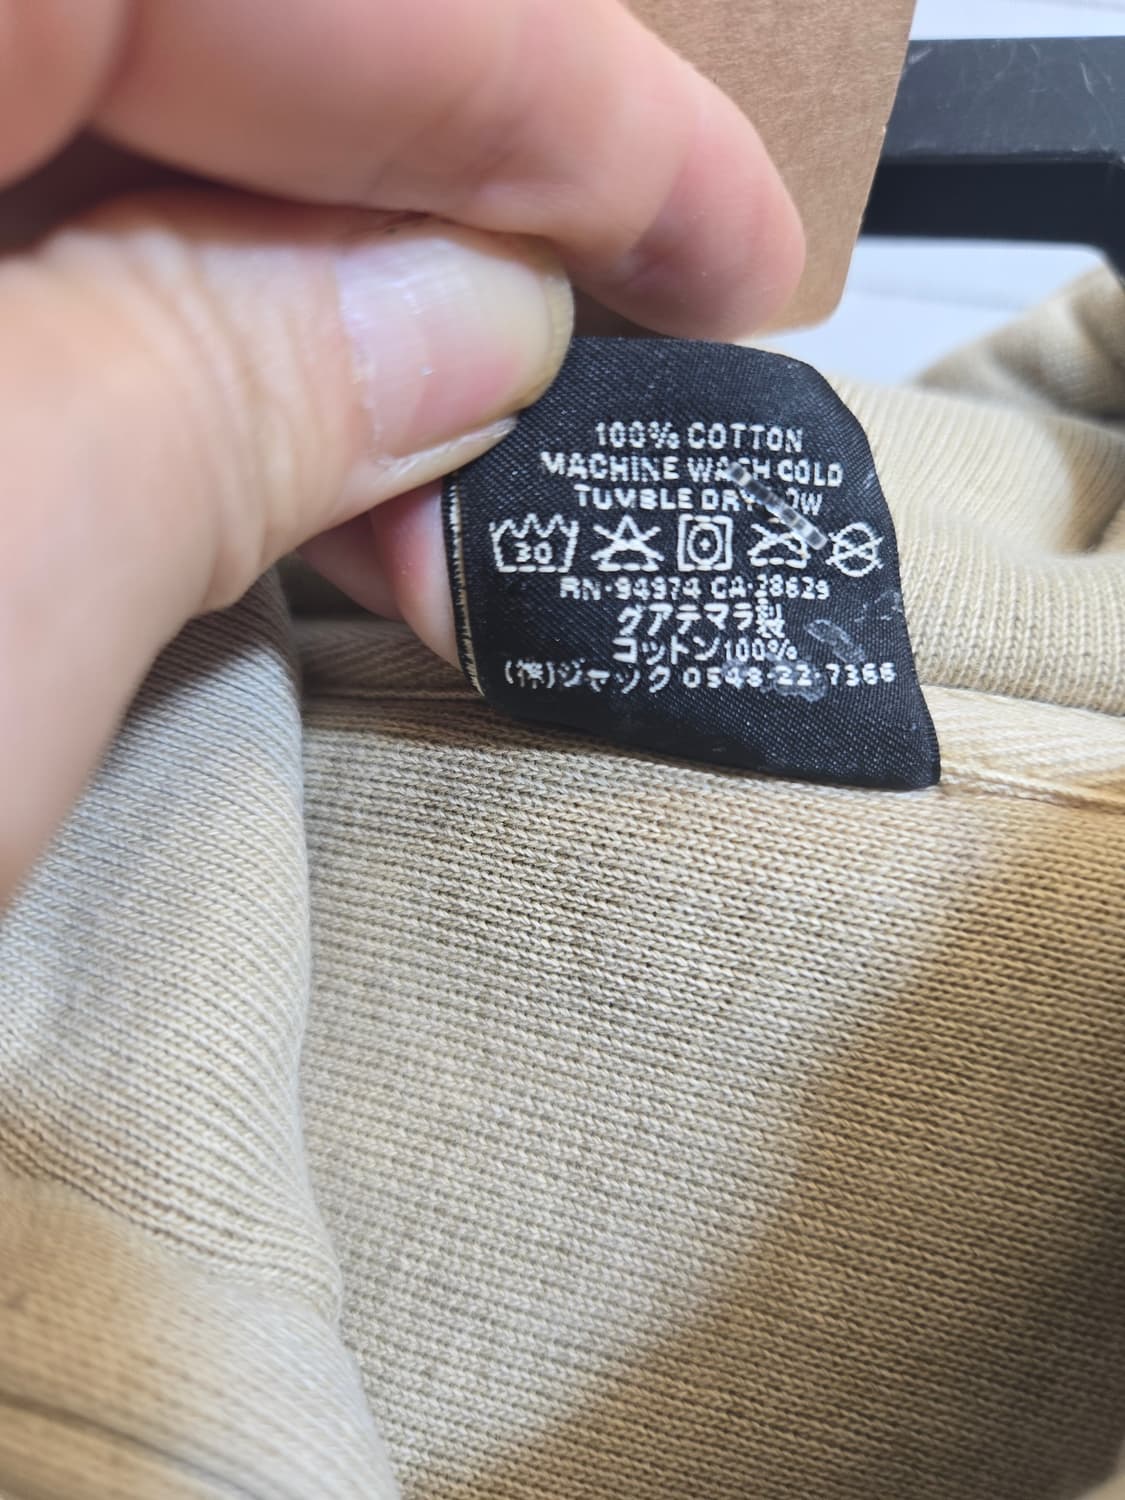 100% COTTON
MACHINE WASH COLD
TUMBLE DRY LOW
30
RN·94974 CA·28629
グアテマラ製
コットン100%
(株)ジャック 0548-22-7366